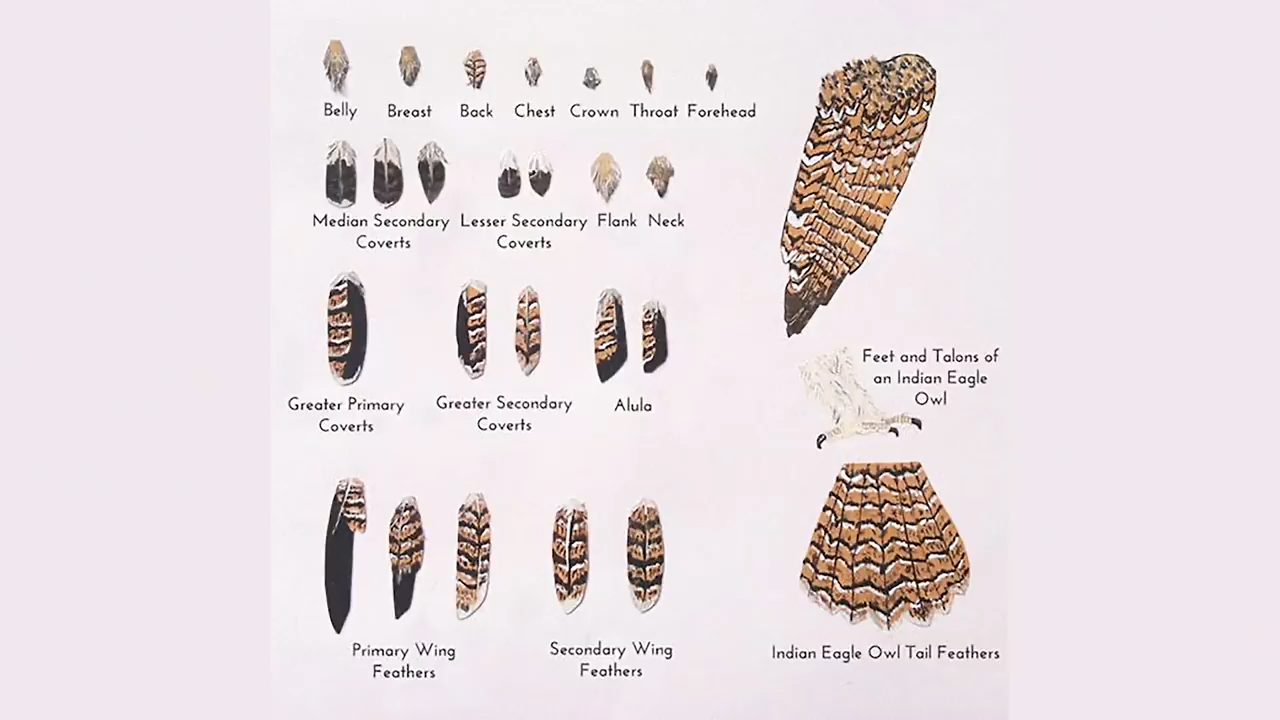 Belly Breast Back Chest Crown Throat Forehead
Median Secondary
Coverts
Lesser Secondary
Coverts
Flank Neck
Greater Primary
Coverts
Greater Secondary
Coverts
Alula
Feet and Talons of
an Indian Eagle
Owl
Primary Wing
Feathers
Secondary Wing
Feathers
Indian Eagle Owl Tail Feathers